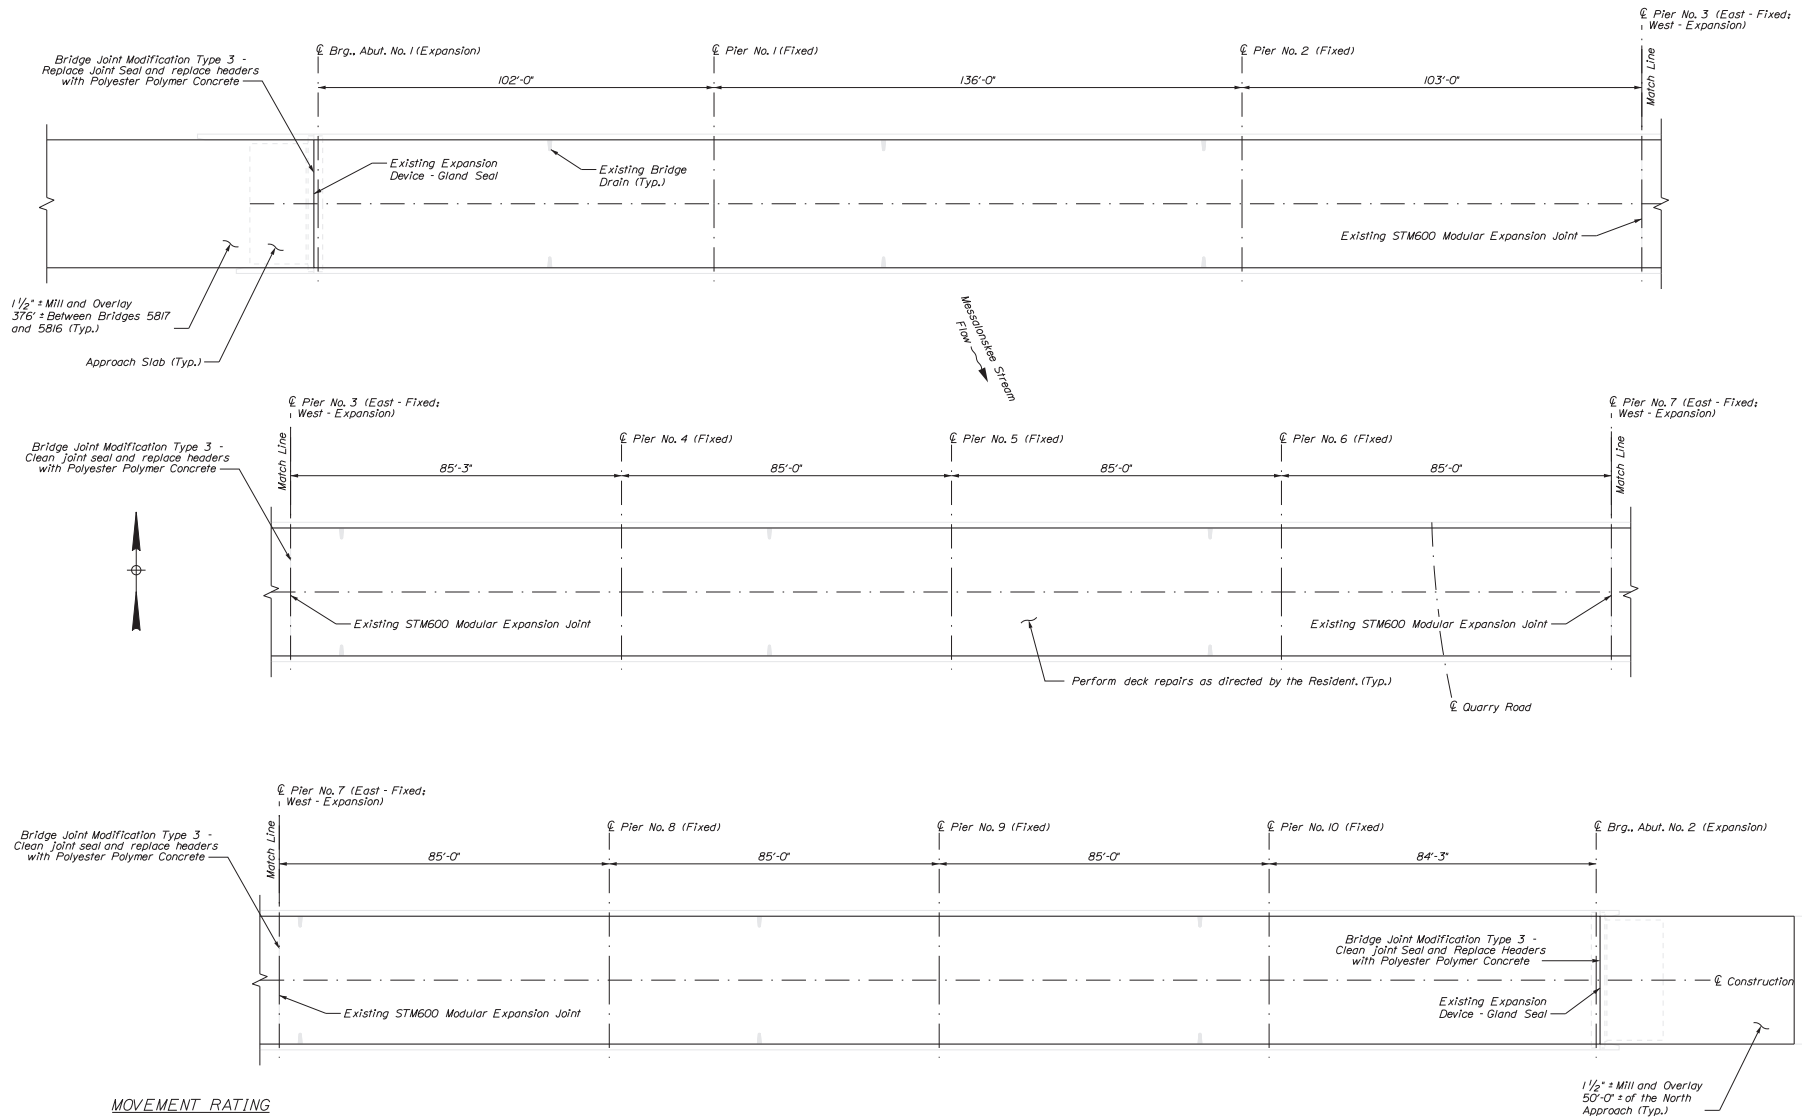 ℄ Pier No. 3 (East - Fixed;
West - Expansion)
Match Line
Bridge Joint Modification Type 3 -
Replace Joint Seal and replace headers
with Polyester Polymer Concrete
℄ Brg., Abut. No. 1 (Expansion)
℄ Pier No. 1 (Fixed)
℄ Pier No. 2 (Fixed)
102'-0"
136'-0"
103'-0"
Existing Expansion
Device - Gland Seal
Existing Bridge
Drain (Typ.)
Existing STM600 Modular Expansion Joint
1 1/2" ± Mill and Overlay
376' ± Between Bridges 5817
and 5816 (Typ.)
Approach Slab (Typ.)
Messalonskee Stream
Flow
℄ Pier No. 3 (East - Fixed;
West - Expansion)
Match Line
Bridge Joint Modification Type 3 -
Clean joint seal and replace headers
with Polyester Polymer Concrete
℄ Pier No. 4 (Fixed)
℄ Pier No. 5 (Fixed)
℄ Pier No. 6 (Fixed)
℄ Pier No. 7 (East - Fixed;
West - Expansion)
Match Line
85'-3"
85'-0"
85'-0"
85'-0"
Existing STM600 Modular Expansion Joint
Existing STM600 Modular Expansion Joint
Perform deck repairs as directed by the Resident. (Typ.)
℄ Quarry Road
℄ Pier No. 7 (East - Fixed;
West - Expansion)
Match Line
Bridge Joint Modification Type 3 -
Clean joint seal and replace headers
with Polyester Polymer Concrete
℄ Pier No. 8 (Fixed)
℄ Pier No. 9 (Fixed)
℄ Pier No. 10 (Fixed)
℄ Brg., Abut. No. 2 (Expansion)
85'-0"
85'-0"
85'-0"
84'-3"
Bridge Joint Modification Type 3 -
Clean joint Seal and Replace Headers
with Polyester Polymer Concrete
℄ Construction
Existing STM600 Modular Expansion Joint
Existing Expansion
Device - Gland Seal
1 1/2" ± Mill and Overlay
50'-0" ± of the North
Approach (Typ.)
MOVEMENT RATING